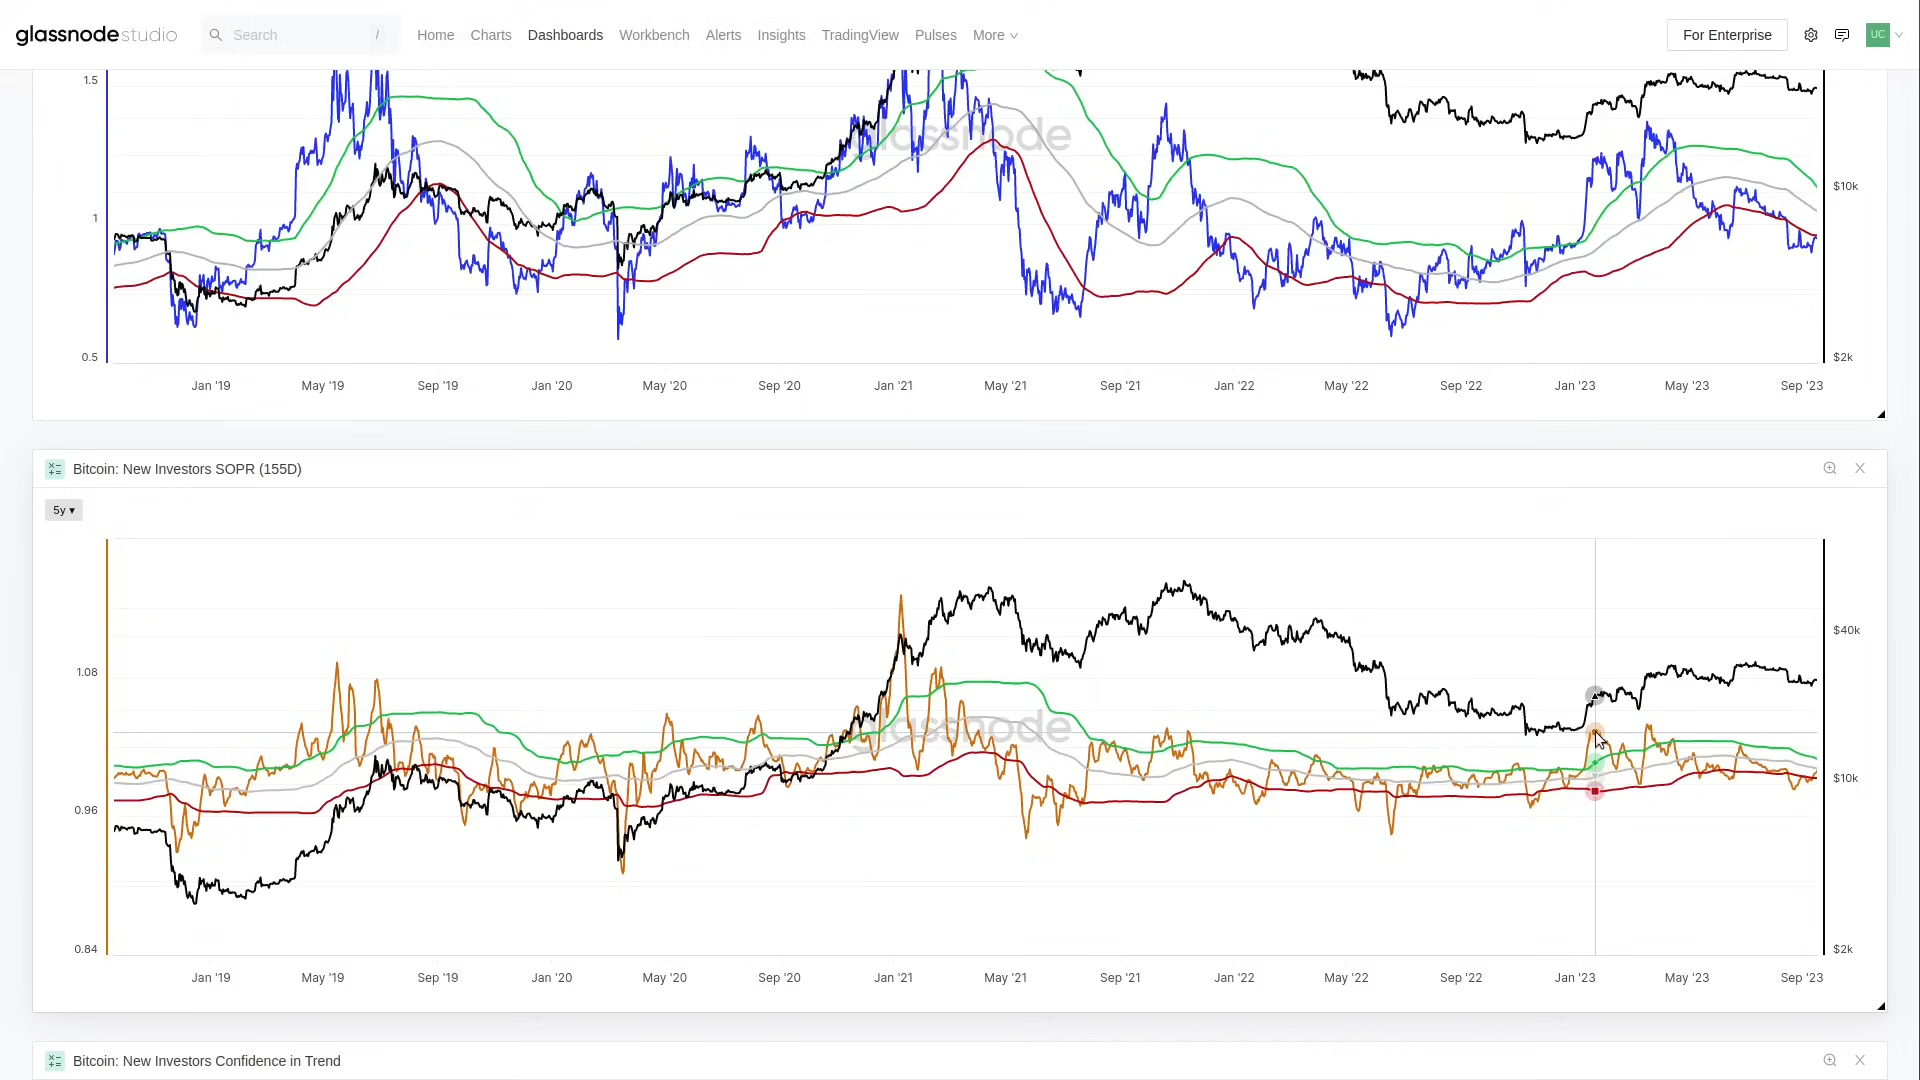 glassnodestudio
Search /
Home Charts Dashboards Workbench Alerts Insights TradingView Pulses More
For Enterprise
UC
1.5
glassnode
$10k
1
0.5
$2k
Jan '19 May '19 Sep '19 Jan '20 May '20 Sep '20 Jan '21 May '21 Sep '21 Jan '22 May '22 Sep '22 Jan '23 May '23 Sep '23
Bitcoin: New Investors SOPR (155D)
5y ▾
$40k
1.08
glassnode
$10k
0.96
0.84
$2k
Jan '19 May '19 Sep '19 Jan '20 May '20 Sep '20 Jan '21 May '21 Sep '21 Jan '22 May '22 Sep '22 Jan '23 May '23 Sep '23
Bitcoin: New Investors Confidence in Trend